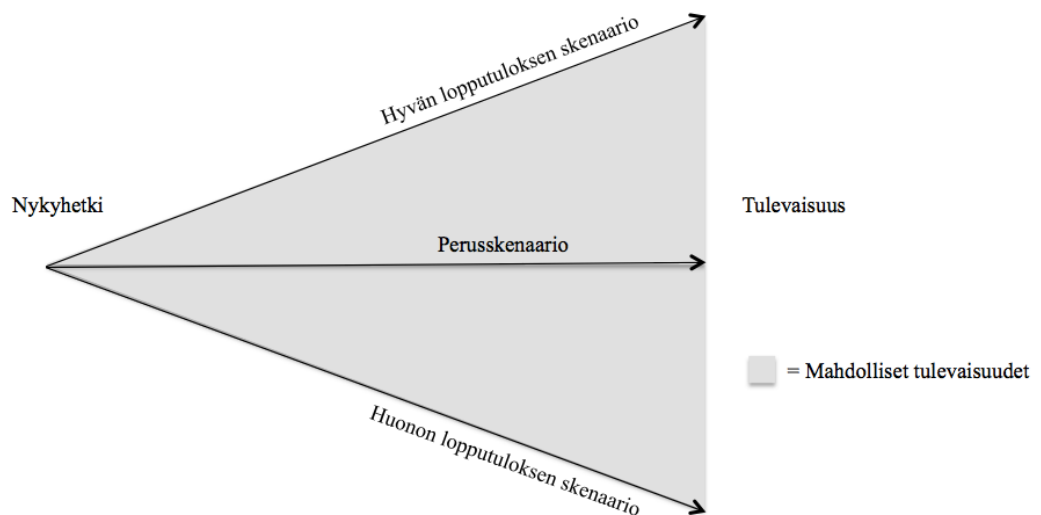 Hyvän lopputuloksen skenaario
Nykyhetki
Tulevaisuus
Perusskenaario
= Mahdolliset tulevaisuudet
Huonon lopputuloksen skenaario